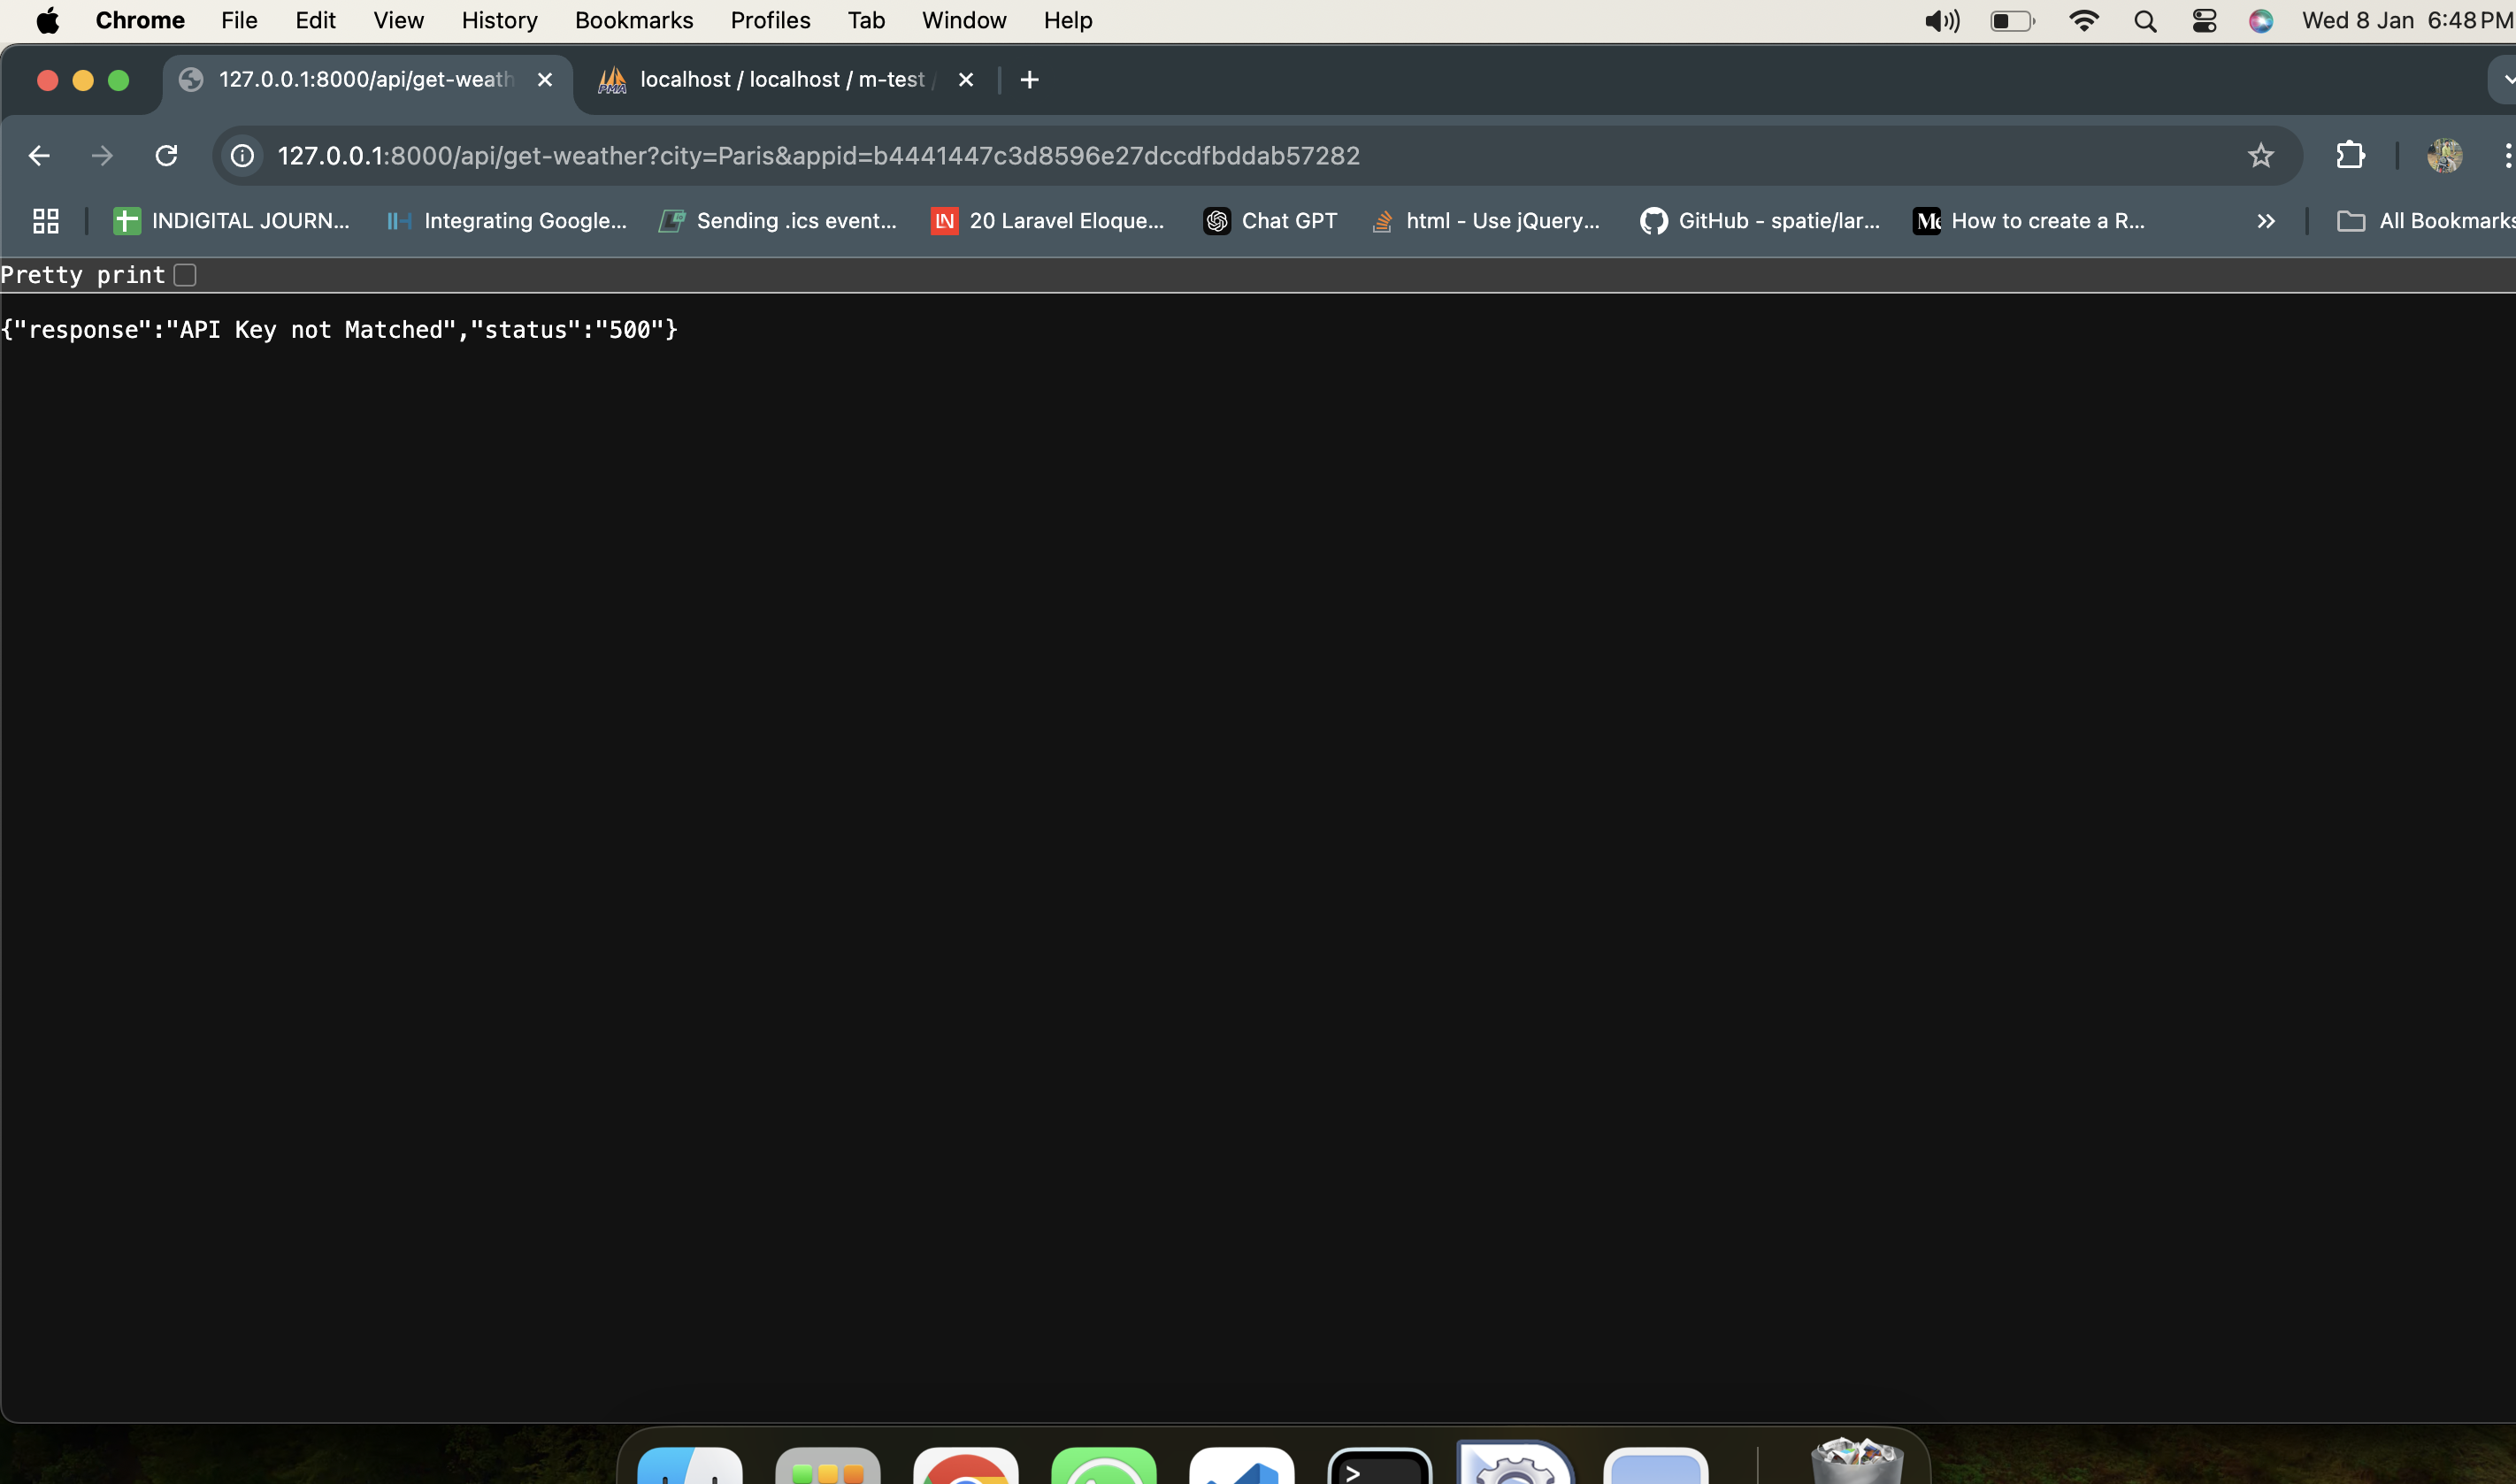 Chrome File Edit View History Bookmarks Profiles Tab Window Help Wed 8 Jan 6:48 PM
127.0.0.1:8000/api/get-weath localhost / localhost / m-test /
127.0.0.1:8000/api/get-weather?city=Paris&appid=b4441447c3d8596e27dccdfbddab57282
INDIGITAL JOURN... Integrating Google... Sending .ics event... LN 20 Laravel Eloque... Chat GPT html - Use jQuery... GitHub - spatie/lar... Me How to create a R... All Bookmarks
Pretty print
{"response":"API Key not Matched","status":"500"}